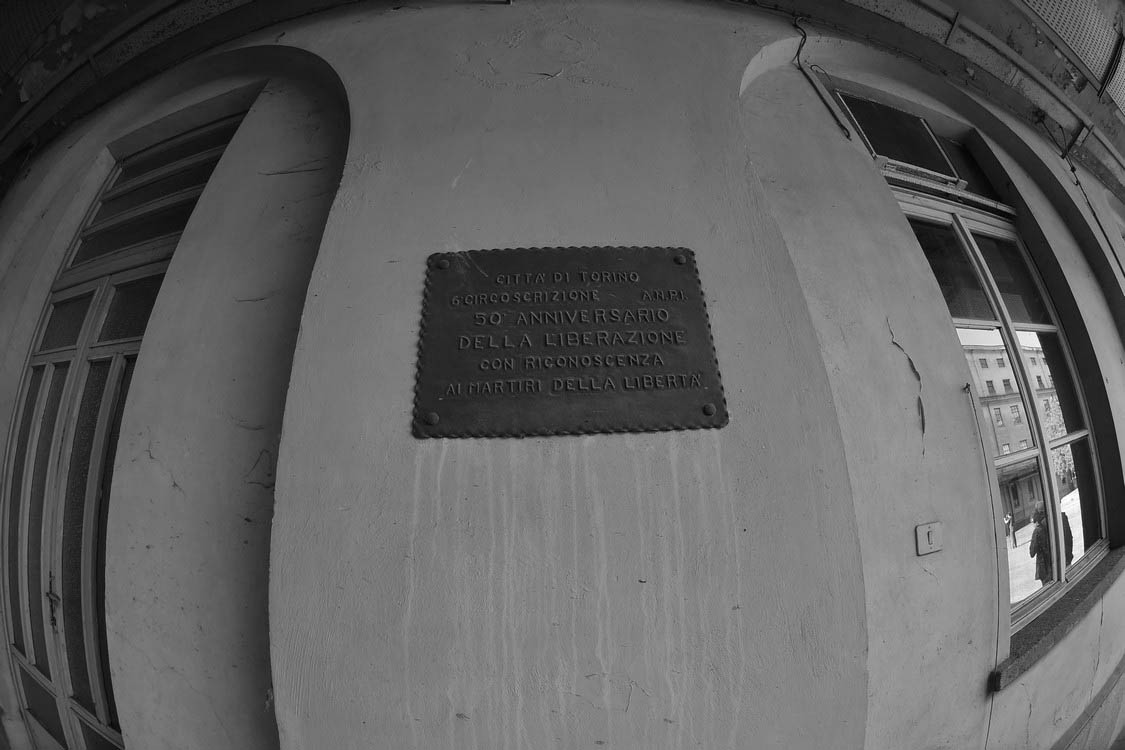 CITTA' DI TORINO
6ª CIRCOSCRIZIONE A.N.P.I.
50° ANNIVERSARIO
DELLA LIBERAZIONE
CON RICONOSCENZA
AI MARTIRI DELLA LIBERTA'